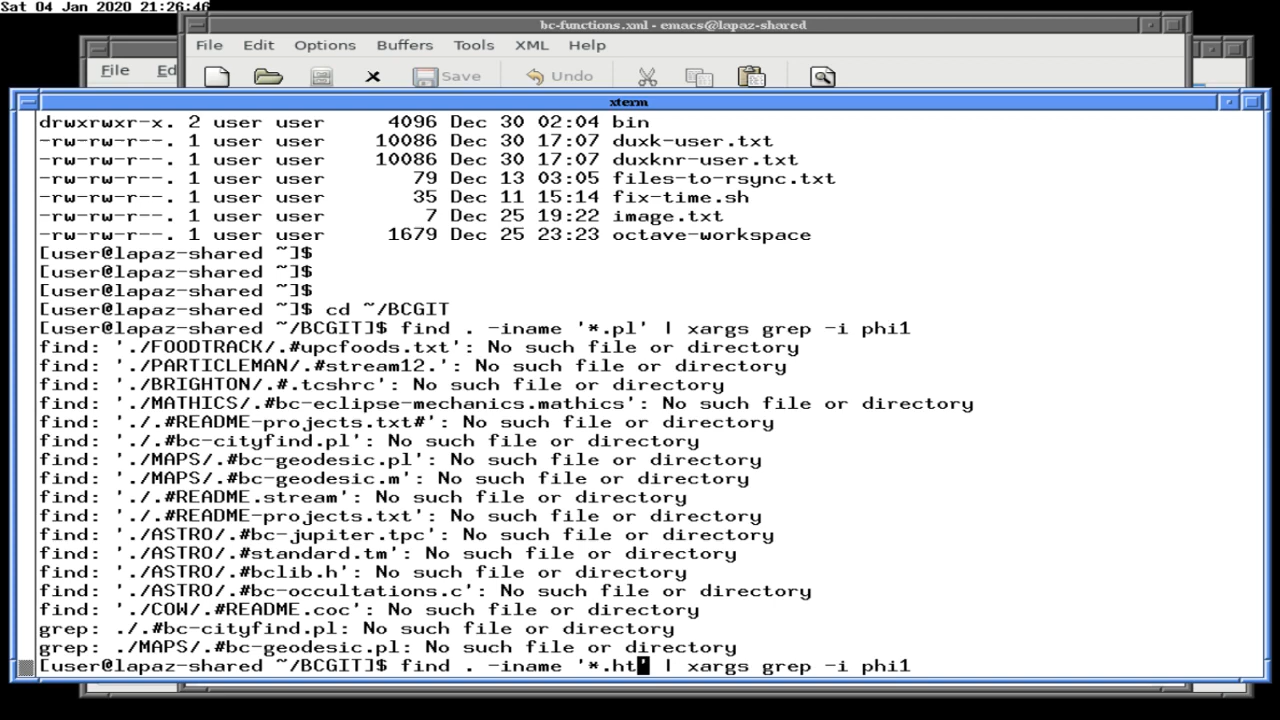 Sat 04 Jan 2020 21:26:46
bc-functions.xml - emacs@lapaz-shared
File Edit Options Buffers Tools XML Help
File Ed
Save Undo
xterm
drwxrwxr-x. 2 user user 4096 Dec 30 02:04 bin
-rw-rw-r--. 1 user user 10086 Dec 30 17:07 duxk-user.txt
-rw-rw-r--. 1 user user 10086 Dec 30 17:07 duxknr-user.txt
-rw-rw-r--. 1 user user 79 Dec 13 03:05 files-to-rsync.txt
-rw-rw-r--. 1 user user 35 Dec 11 15:14 fix-time.sh
-rw-rw-r--. 1 user user 7 Dec 25 19:22 image.txt
-rw-rw-r--. 1 user user 1679 Dec 25 23:23 octave-workspace
[user@lapaz-shared ~]$
[user@lapaz-shared ~]$
[user@lapaz-shared ~]$
[user@lapaz-shared ~]$ cd ~/BCGIT
[user@lapaz-shared ~/BCGIT]$ find . -iname '*.pl' | xargs grep -i phi1
find: './FOODTRACK/.#upcfoods.txt': No such file or directory
find: './PARTICLEMAN/.#stream12.': No such file or directory
find: './BRIGHTON/.#.tcshrc': No such file or directory
find: './MATHICS/.#bc-eclipse-mechanics.mathics': No such file or directory
find: './.#README-projects.txt#': No such file or directory
find: './.#bc-cityfind.pl': No such file or directory
find: './MAPS/.#bc-geodesic.pl': No such file or directory
find: './MAPS/.#bc-geodesic.m': No such file or directory
find: './.#README.stream': No such file or directory
find: './.#README-projects.txt': No such file or directory
find: './ASTRO/.#bc-jupiter.tpc': No such file or directory
find: './ASTRO/.#standard.tm': No such file or directory
find: './ASTRO/.#bclib.h': No such file or directory
find: './ASTRO/.#bc-occultations.c': No such file or directory
find: './COW/.#README.coc': No such file or directory
grep: ./.#bc-cityfind.pl: No such file or directory
grep: ./MAPS/.#bc-geodesic.pl: No such file or directory
[user@lapaz-shared ~/BCGIT]$ find . -iname '*.ht' | xargs grep -i phi1